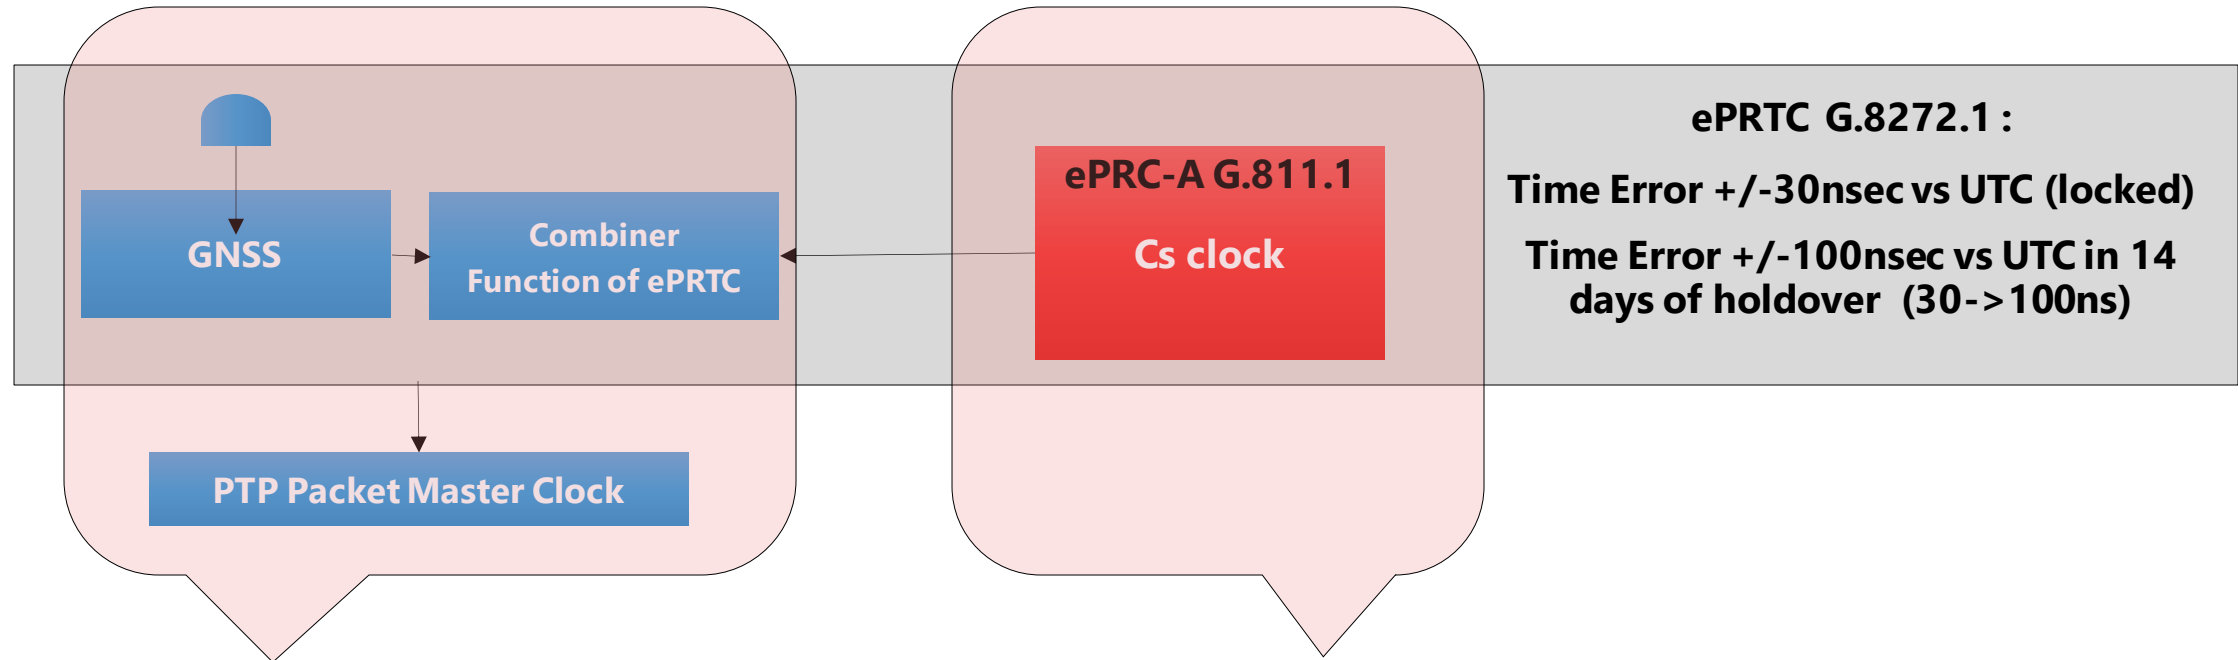 GNSS
Combiner
Function of ePRTC
PTP Packet Master Clock
ePRC-A G.811.1
Cs clock
ePRTC G.8272.1 :
Time Error +/-30nsec vs UTC (locked)
Time Error +/-100nsec vs UTC in 14
days of holdover (30->100ns)